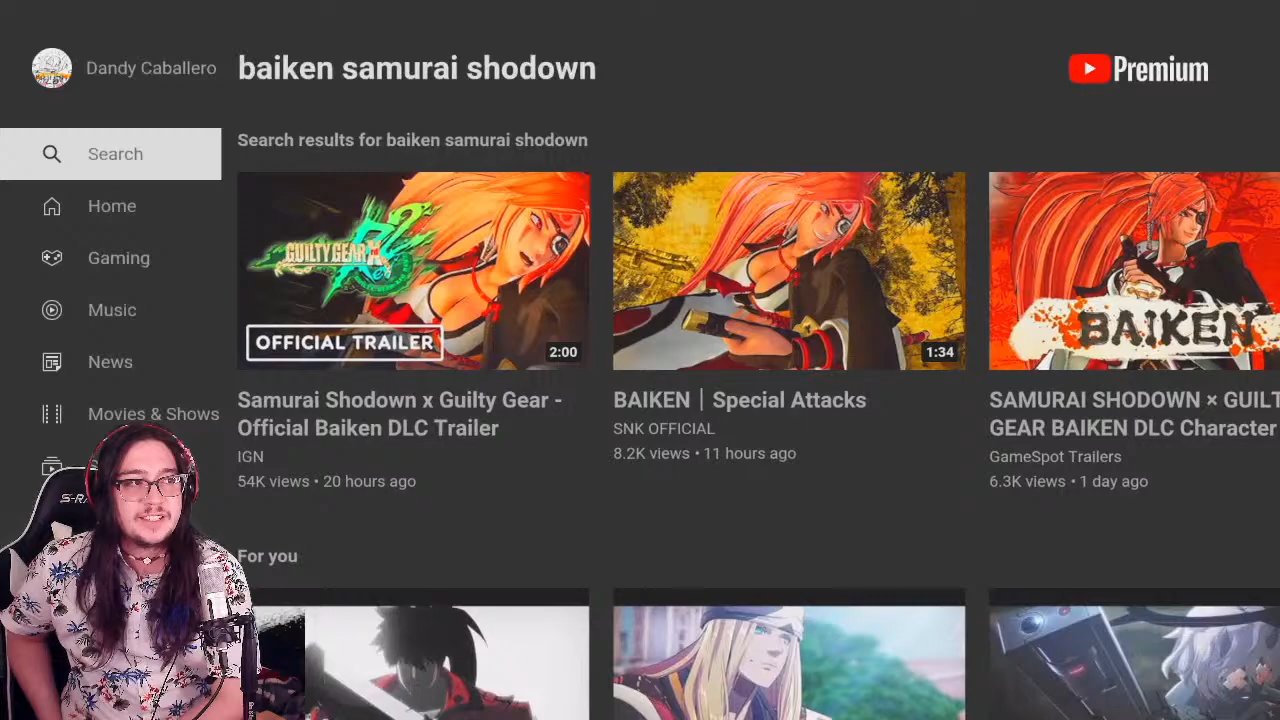 Dandy Caballero
baiken samurai shodown
Premium
Search
Search results for baiken samurai shodown
Home
Gaming
Music
News
Movies & Shows
GUILTY GEAR X
OFFICIAL TRAILER
2:00
1:34
BAIKEN
Samurai Shodown x Guilty Gear -
Official Baiken DLC Trailer
IGN
54K views • 20 hours ago
BAIKEN｜Special Attacks
SNK OFFICIAL
8.2K views • 11 hours ago
SAMURAI SHODOWN × GUILT
GEAR BAIKEN DLC Character
GameSpot Trailers
6.3K views • 1 day ago
S-RA
For you